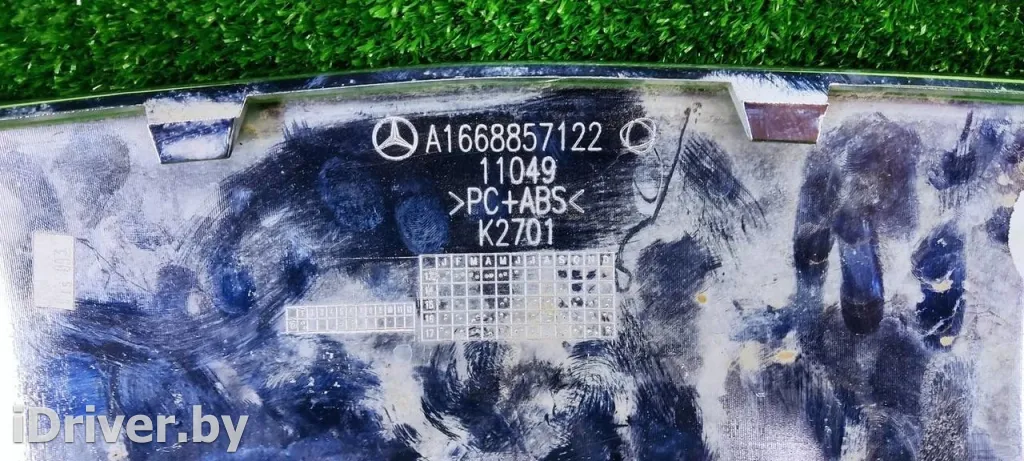 A1668857122
11049
>PC+ABS<
K2701
J F M A M J J A S O N D
iDriver.by